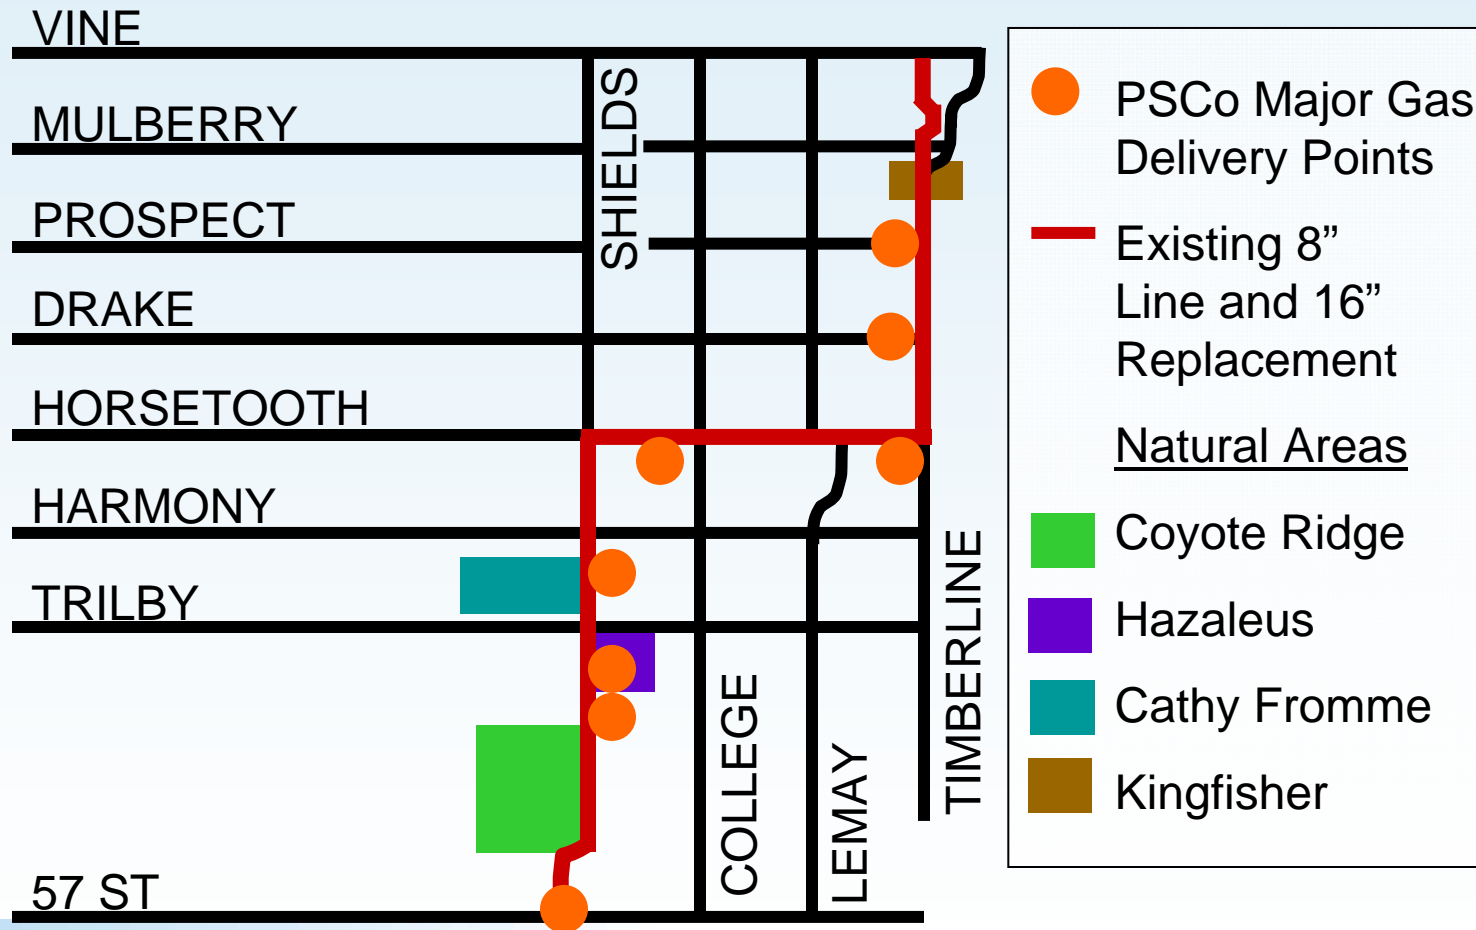 VINE
MULBERRY
PROSPECT
DRAKE
HORSETOOTH
HARMONY
TRILBY
57 ST
SHIELDS
COLLEGE
LEMAY
TIMBERLINE
PSCo Major Gas
Delivery Points
Existing 8”
Line and 16”
Replacement
Natural Areas
Coyote Ridge
Hazaleus
Cathy Fromme
Kingfisher